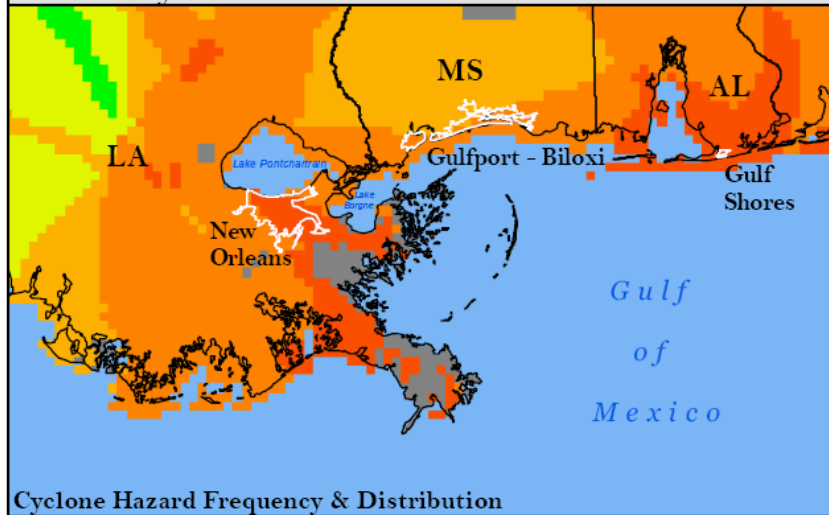 MS
AL
LA
Lake Pontchartrain
Gulfport - Biloxi
Gulf
Shores
Lake
Borgne
New
Orleans
Gulf
of
Mexico
Cyclone Hazard Frequency & Distribution